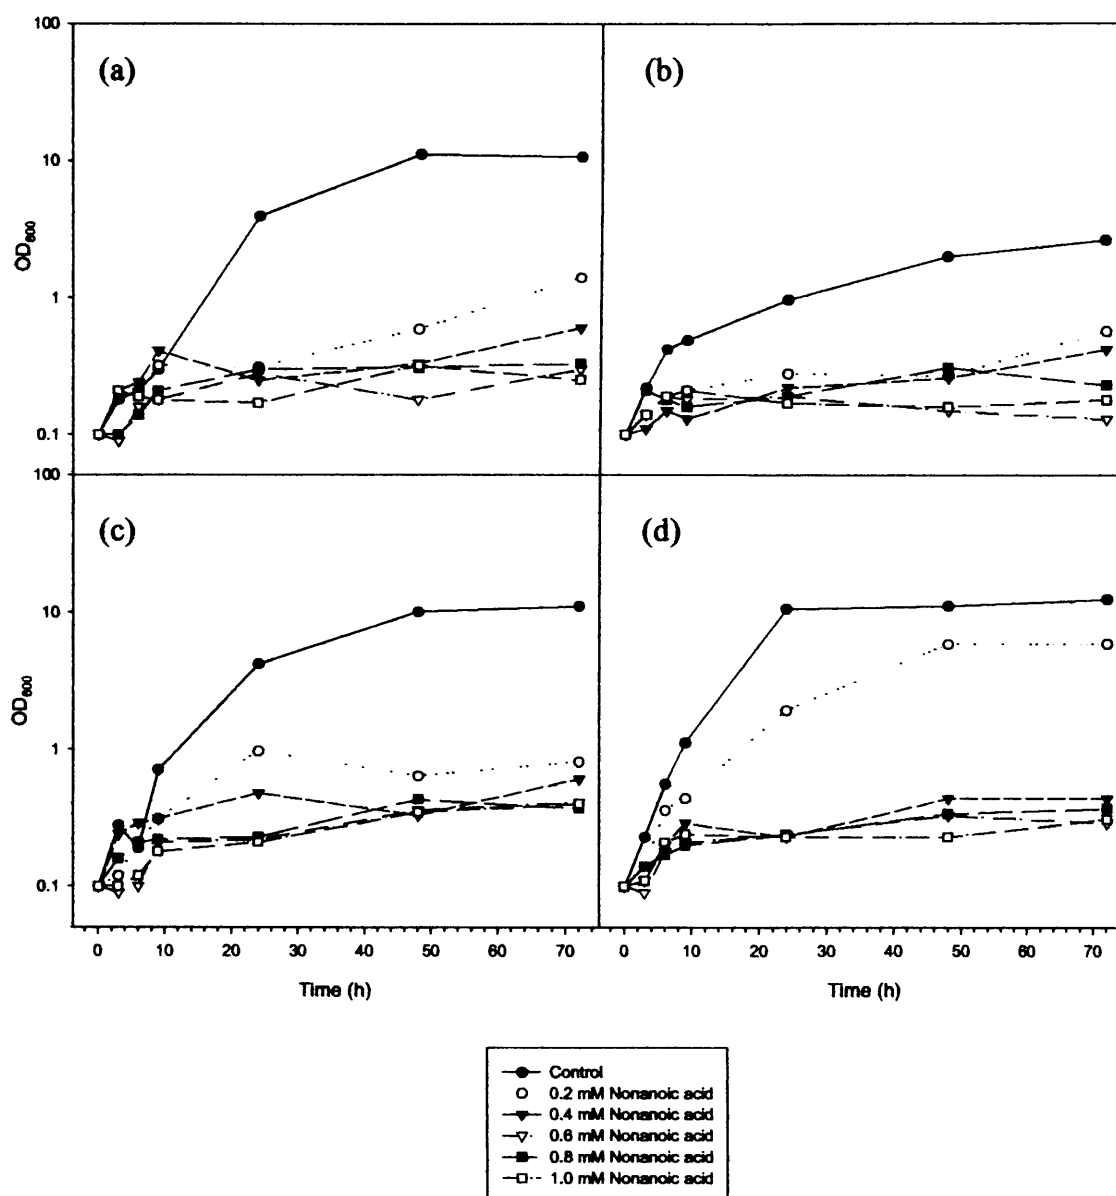 100
(a)
(b)
10
OD600
1
0.1
100
(c)
(d)
10
OD600
1
0.1
0 10 20 30 40 50 60 70
0 10 20 30 40 50 60 70
Time (h)
Time (h)
Control
0.2 mM Nonanoic acid
0.4 mM Nonanoic acid
0.6 mM Nonanoic acid
0.8 mM Nonanoic acid
1.0 mM Nonanoic acid